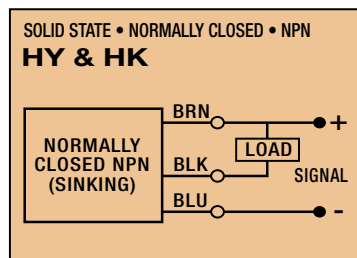 SOLID STATE • NORMALLY CLOSED • NPN
HY & HK
BRN
+
NORMALLY
CLOSED NPN
(SINKING)
LOAD
BLK
SIGNAL
BLU
-